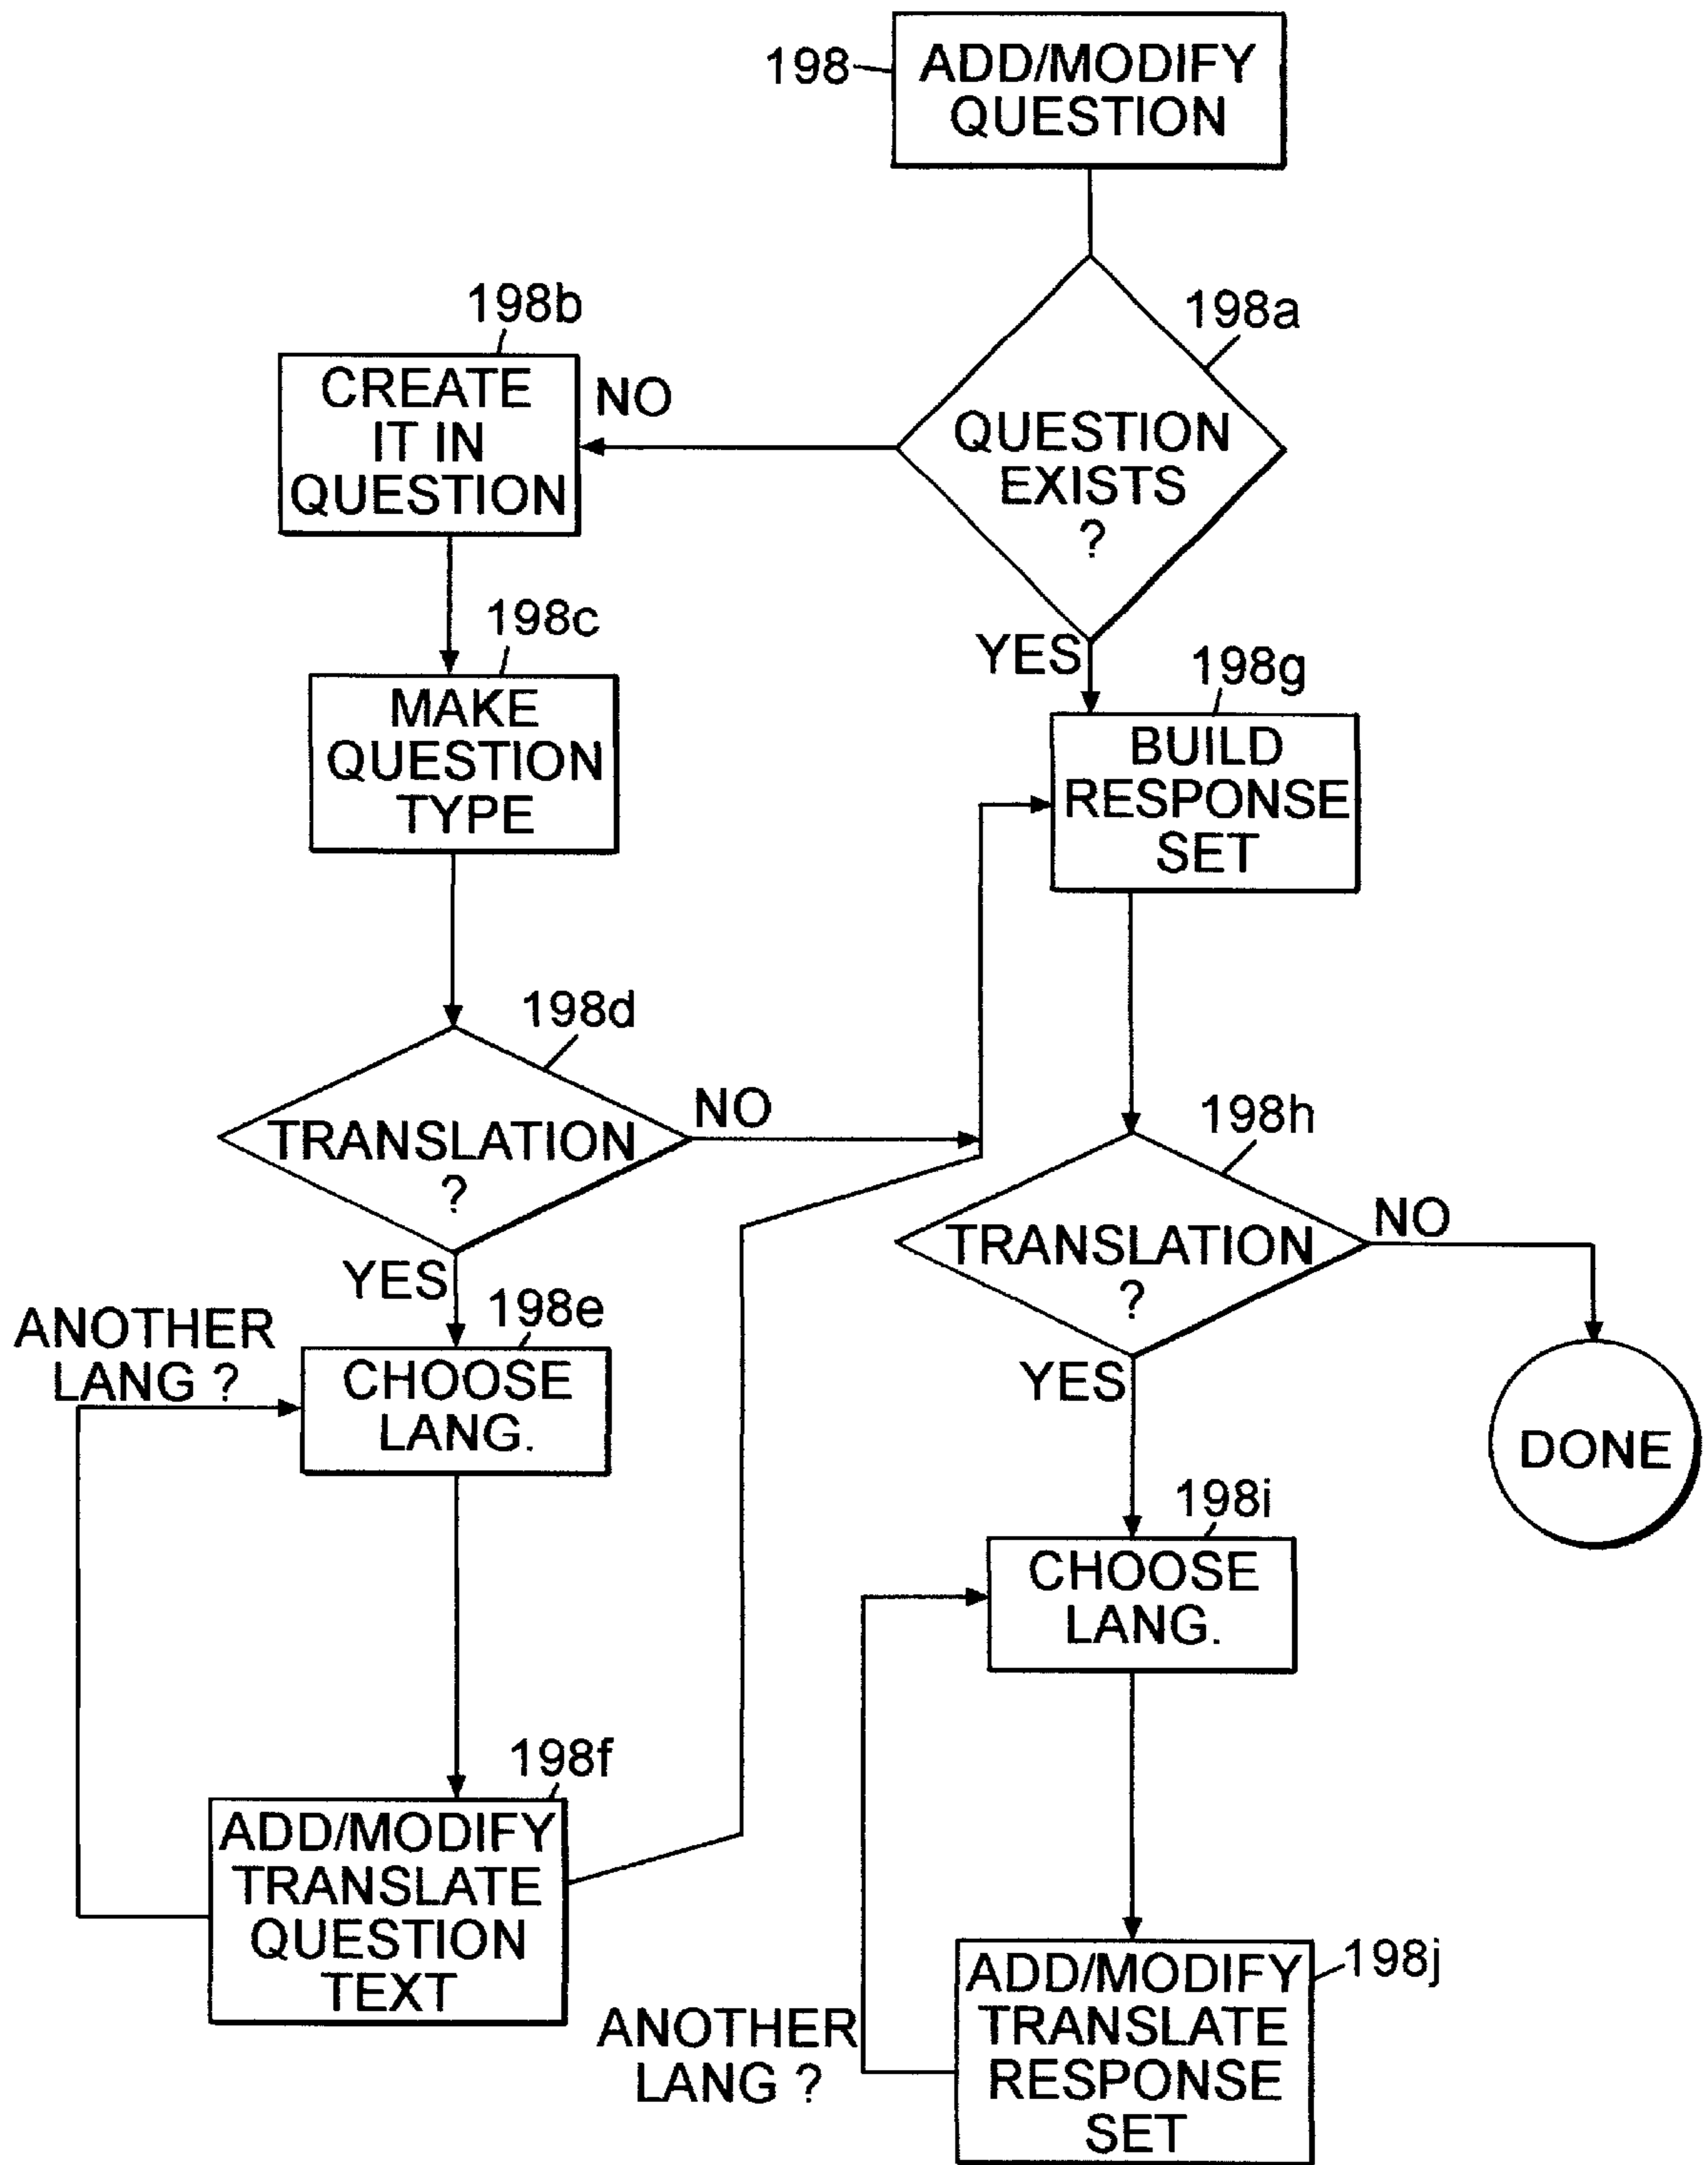 198
ADD/MODIFY
QUESTION
198a
QUESTION
EXISTS
?
NO
198b
CREATE
IT IN
QUESTION
198c
MAKE
QUESTION
TYPE
YES
198g
BUILD
RESPONSE
SET
198d
TRANSLATION
?
NO
YES
198e
CHOOSE
LANG.
ANOTHER
LANG ?
198f
ADD/MODIFY
TRANSLATE
QUESTION
TEXT
198h
TRANSLATION
?
NO
DONE
YES
198i
CHOOSE
LANG.
ANOTHER
LANG ?
198j
ADD/MODIFY
TRANSLATE
RESPONSE
SET